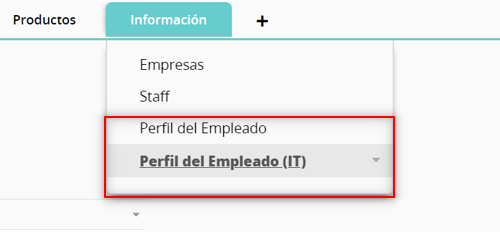 Productos
Información
+
Empresas
Staff
Perfil del Empleado
Perfil del Empleado (IT)